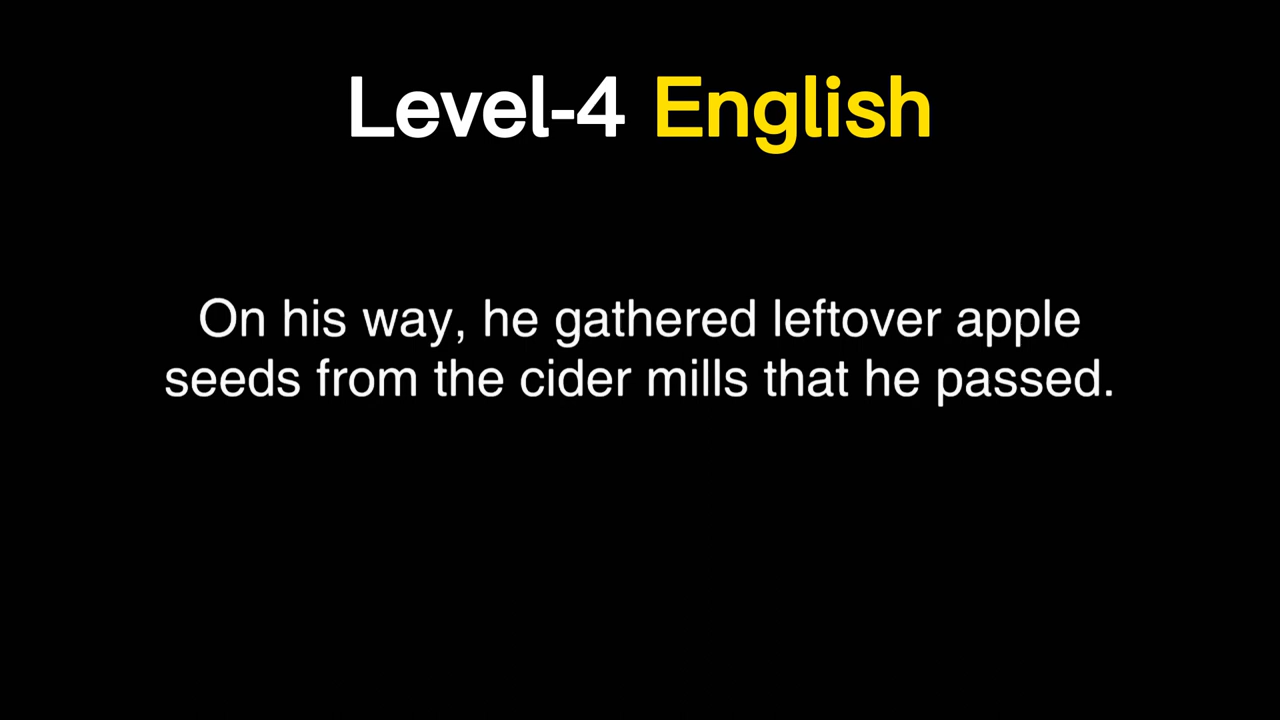 Level-4 English
On his way, he gathered leftover apple
seeds from the cider mills that he passed.